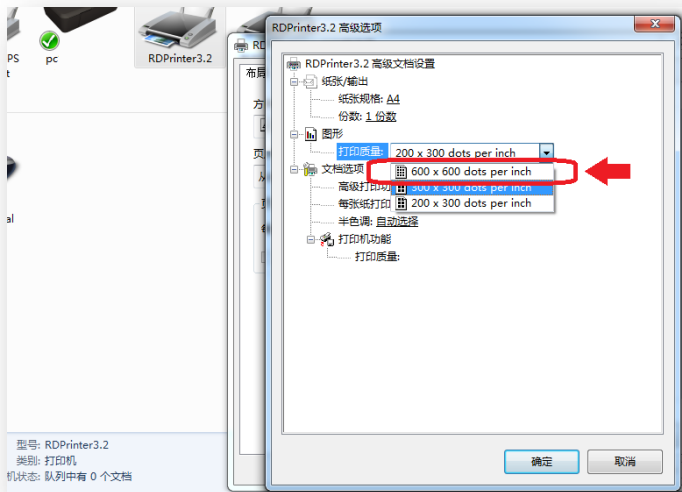 RDPrinter3.2 高级选项
PS
pc
RDPrinter3.2
t
al
RD
布局
方
页
从
RDPrinter3.2 高级文档设置
纸张/输出
纸张规格: A4
份数: 1 份数
图形
打印质量: 200 x 300 dots per inch
600 x 600 dots per inch
文档选项
高级打印功
300 x 300 dots per inch
每张纸打印
200 x 300 dots per inch
半色调: 自动选择
打印机功能
打印质量:
确定
取消
型号: RDPrinter3.2
类别: 打印机
机状态: 队列中有 0 个文档